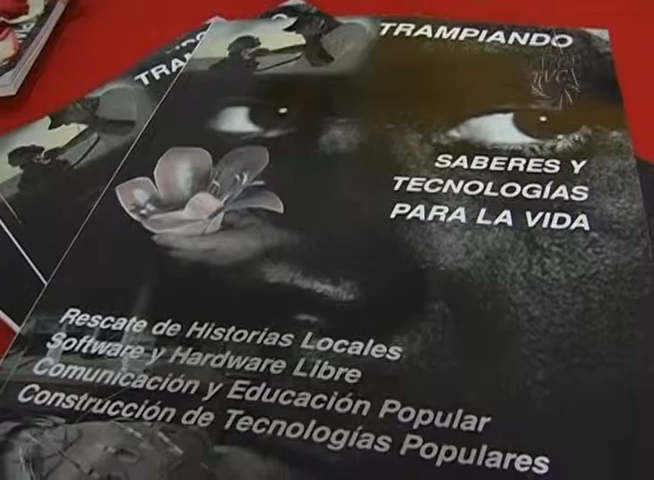 TRAMPIANDO
TRAM
SABERES Y
TECNOLOGÍAS
PARA LA VIDA
Rescate de Historias Locales
Software y Hardware Libre
Comunicación y Educación Popular
Construcción de Tecnologías Populares